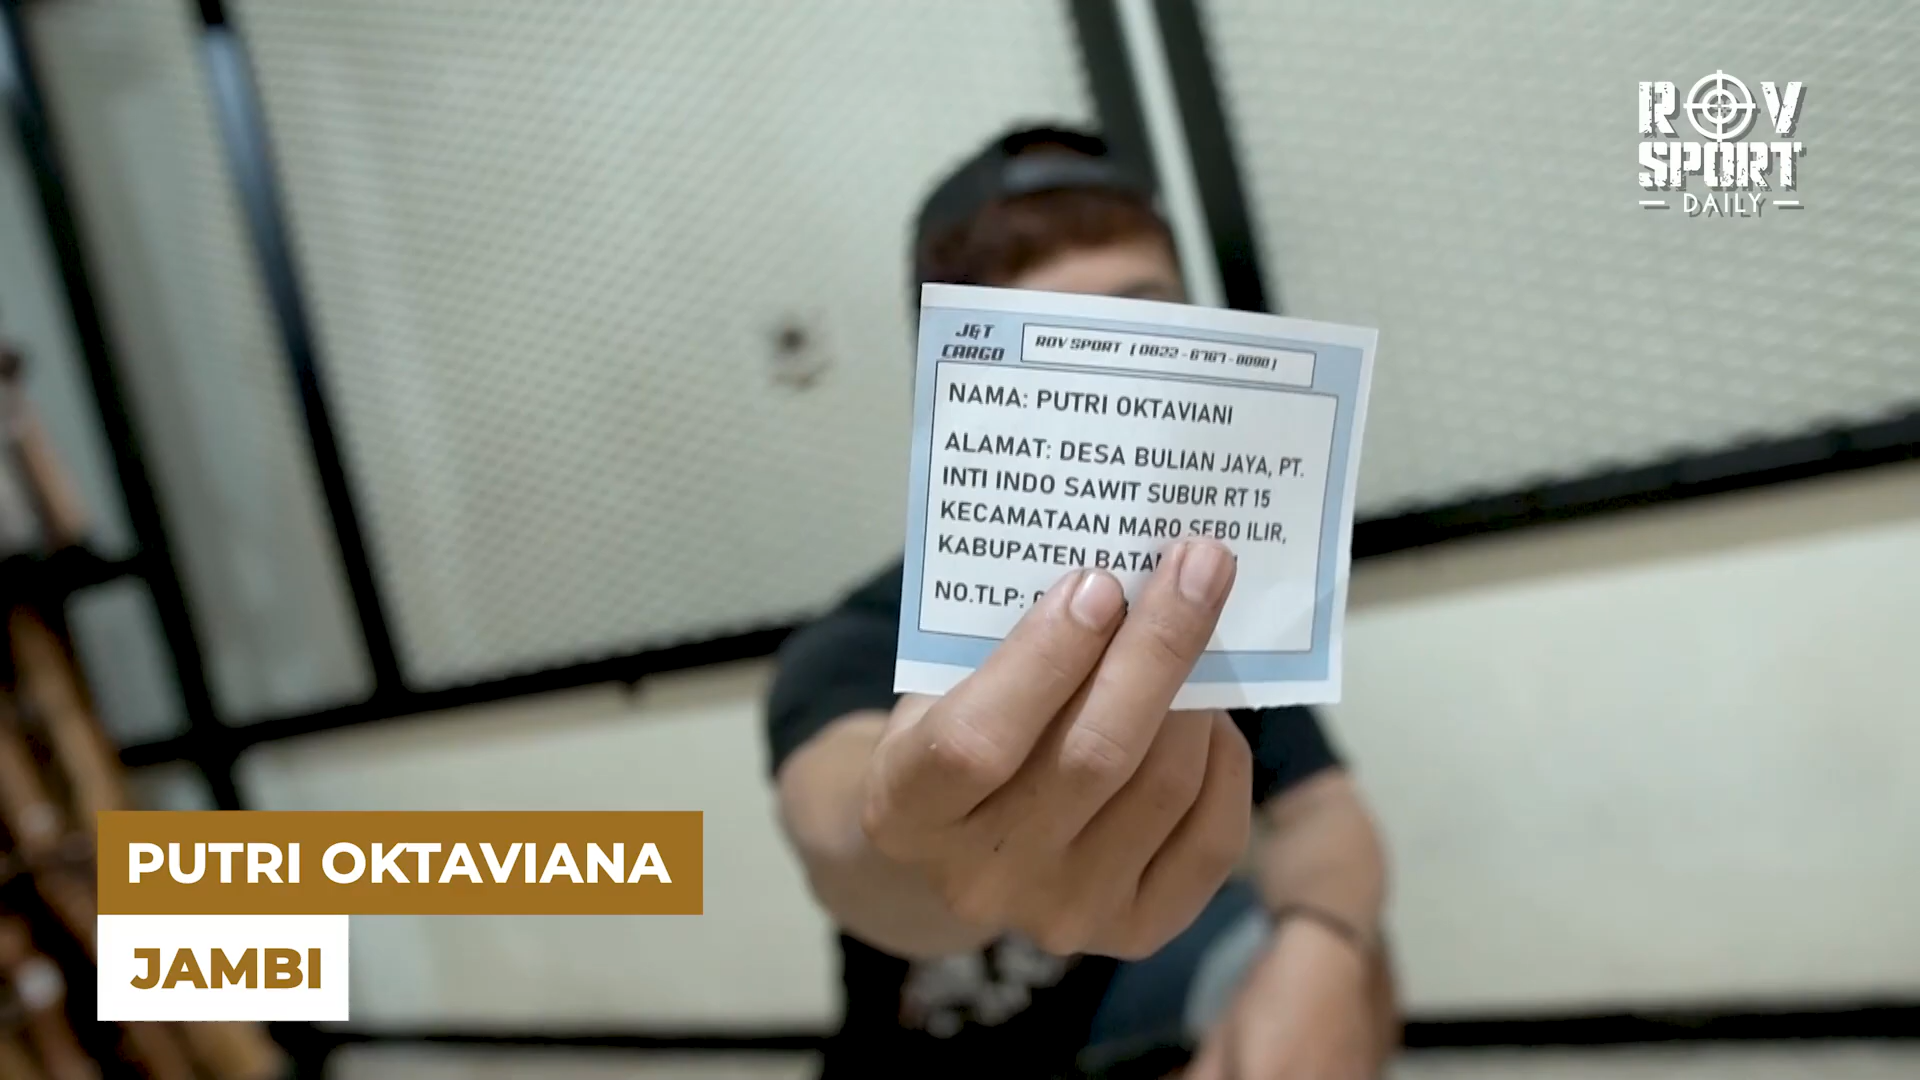 ROV
SPORT
DAILY
J&T
CARGO
ROV SPORT [0822-6767-9090]
NAMA: PUTRI OKTAVIANI
ALAMAT: DESA BULIAN JAYA, PT.
INTI INDO SAWIT SUBUR RT 15
KECAMATAAN MARO SEBO ILIR,
KABUPATEN
NO.TLP:
PUTRI OKTAVIANA
JAMBI